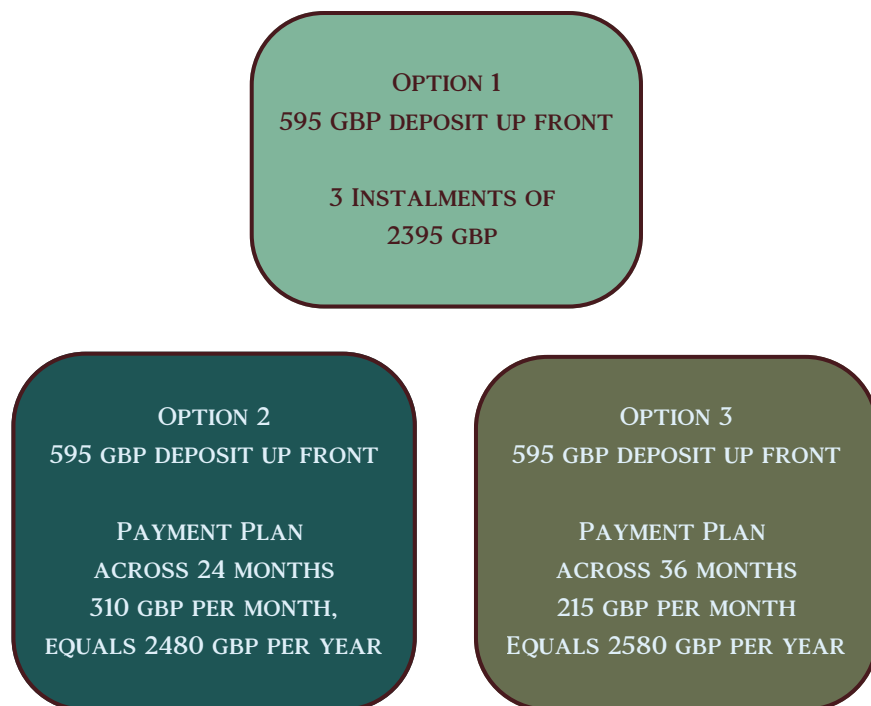 Option 1
595 GBP deposit up front
3 Instalments of
2395 gbp
Option 2
595 gbp deposit up front
Payment Plan
across 24 months
310 gbp per month,
equals 2480 gbp per year
Option 3
595 gbp deposit up front
Payment Plan
across 36 months
215 gbp per month
Equals 2580 gbp per year